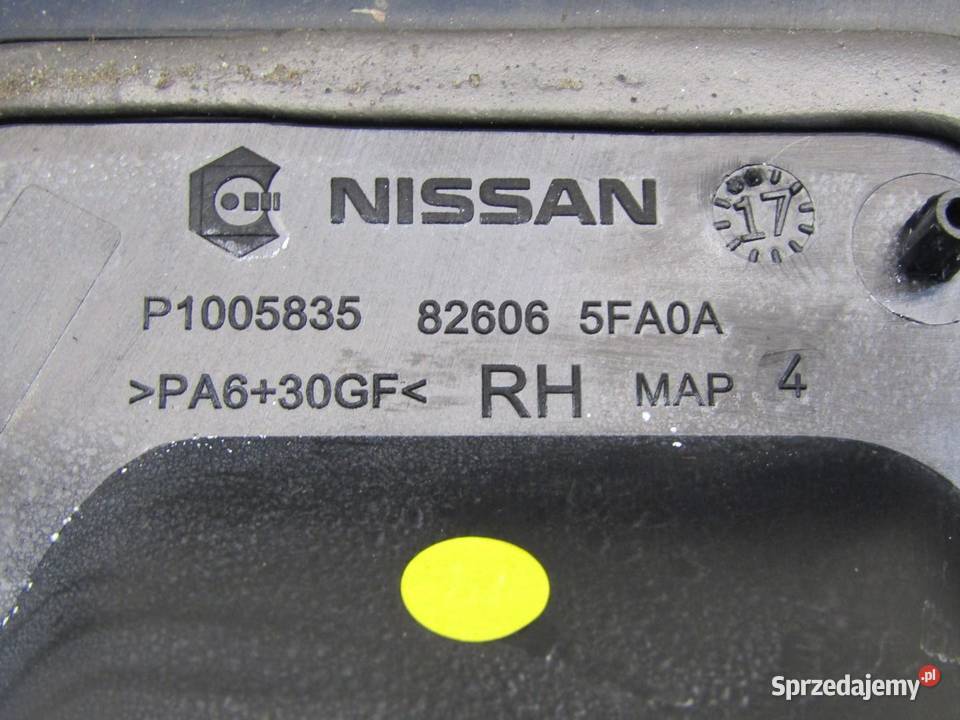 NISSAN 17
P1005835 82606 5FA0A
>PA6+30GF< RH MAP 4
Sprzedajemy.pl